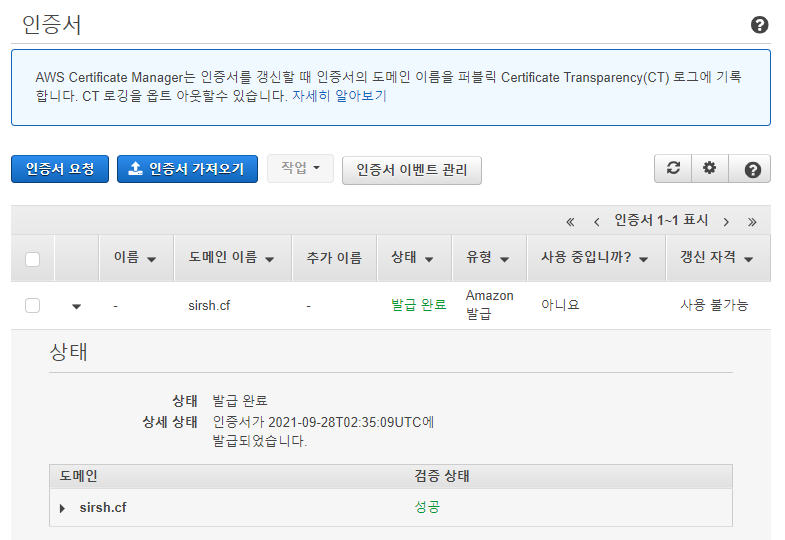 인증서
AWS Certificate Manager는 인증서를 갱신할 때 인증서의 도메인 이름을 퍼블릭 Certificate Transparency(CT) 로그에 기록
합니다. CT 로깅을 옵트 아웃할수 있습니다. 자세히 알아보기
인증서 요청 인증서 가져오기 작업 인증서 이벤트 관리
« ‹ 인증서 1~1 표시 › »
이름 도메인 이름 추가 이름 상태 유형 사용 중입니까? 갱신 자격
- sirsh.cf - 발급 완료 Amazon 아니요 사용 불가능
발급
상태
상태 발급 완료
상세 상태 인증서가 2021-09-28T02:35:09UTC에
발급되었습니다.
도메인 검증 상태
sirsh.cf 성공